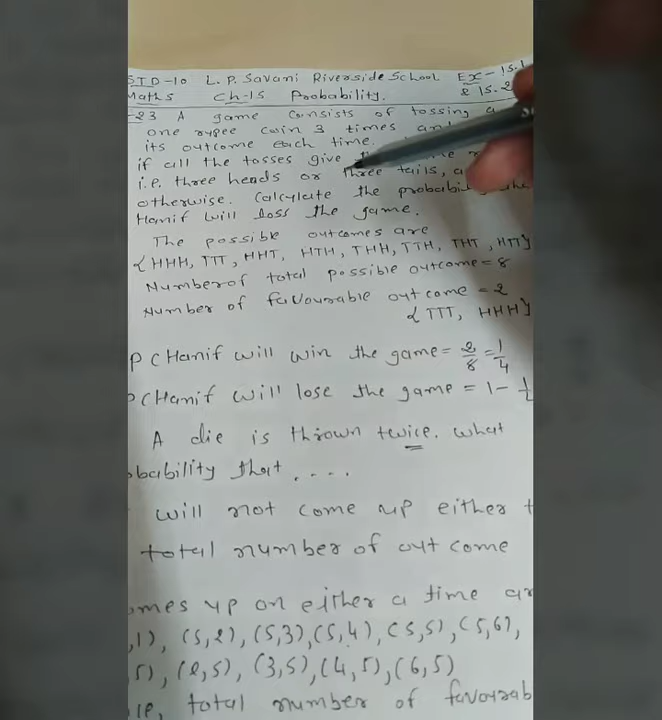 STD-10 L. P. Savani Riverside School Ex-15.1
Maths Ch-15 Probability. & 15.2
-23 A game Consists of tossing a
one rupee Coin 3 times and
its outcome each time.
if all the tosses give
i.e. three heads or three tails,
otherwise. Calculate the probabi
Hanif will loss the game.
The possible outcomes are
{HHH, TTT, HHT, HTH, THH, TTH, THT, HTT}
Number of total possible outcome = 8
Number of favourable outcome = 2
{TTT, HHH}
P(Hanif will win the game = 2/8 = 1/4
P(Hanif will lose the game = 1 -
A die is thrown twice. What
obability that ....
will not come up either t
total number of out come
omes up on either a time ar
,1), (5,2), (5,3), (5,4), (5,5), (5,6),
5), (2,5), (3,5), (4,5), (6,5)
total number of favourab